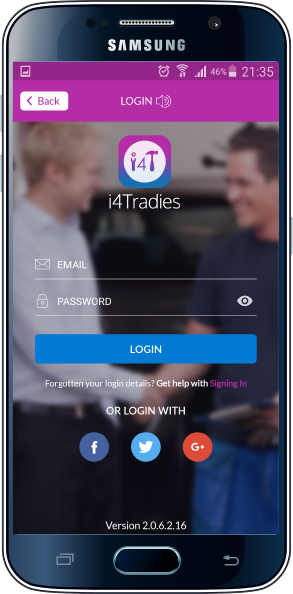 SAMSUNG
46% 21:35
Back LOGIN
i4T
i4Tradies
EMAIL
PASSWORD
LOGIN
Forgotten your login details? Get help with Signing In
OR LOGIN WITH
f G+
Version 2.0.6.2.16